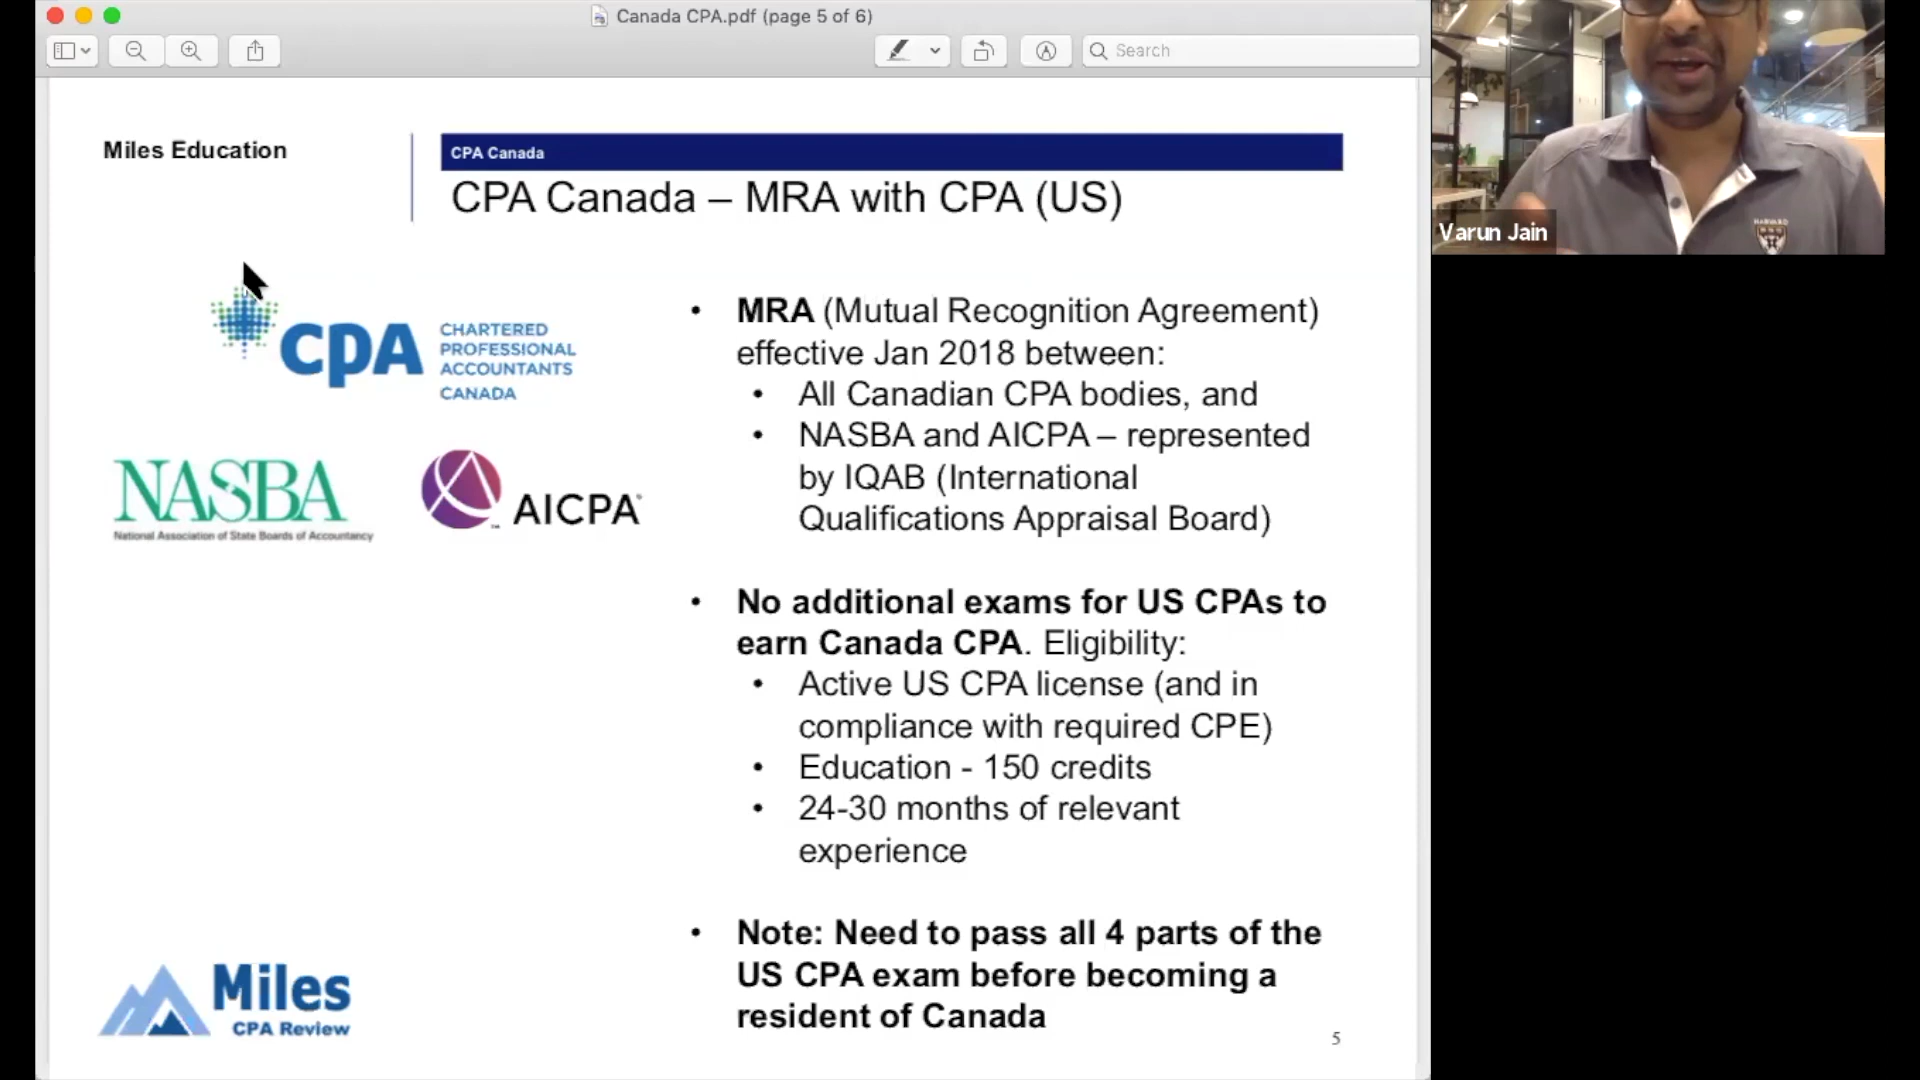 Canada CPA.pdf (page 5 of 6)
Search
Miles Education
CPA Canada
CPA Canada – MRA with CPA (US)
cpa
CHARTERED
PROFESSIONAL
ACCOUNTANTS
CANADA
NASBA
National Association of State Boards of Accountancy
AICPA
• MRA (Mutual Recognition Agreement)
effective Jan 2018 between:
• All Canadian CPA bodies, and
• NASBA and AICPA – represented
by IQAB (International
Qualifications Appraisal Board)
• No additional exams for US CPAs to
earn Canada CPA. Eligibility:
• Active US CPA license (and in
compliance with required CPE)
• Education - 150 credits
• 24-30 months of relevant
experience
• Note: Need to pass all 4 parts of the
US CPA exam before becoming a
resident of Canada
Miles
CPA Review
5
Varun Jain
HARVARD